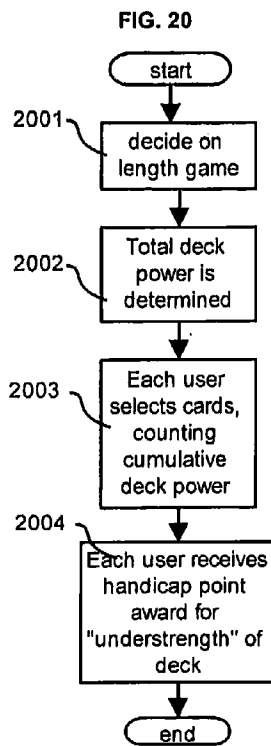 FIG. 20
start
2001
decide on
length game
2002
Total deck
power is
determined
2003
Each user
selects cards,
counting
cumulative
deck power
2004
Each user receives
handicap point
award for
"understrength" of
deck
end